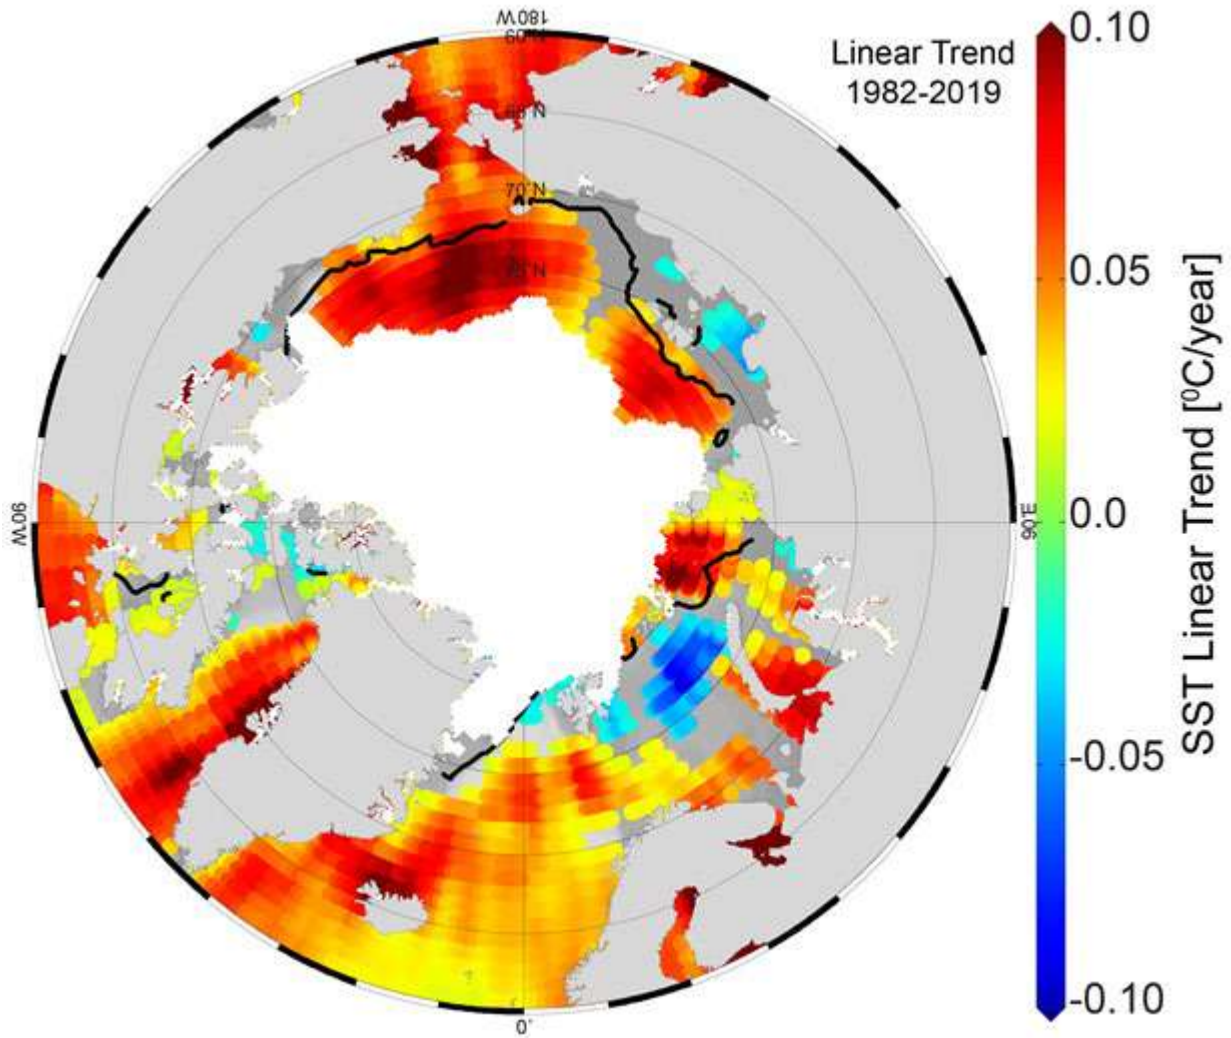 180°W
Linear Trend
1982-2019
70°N
90°W
90°E
0°
0.10
0.05
0.0
-0.05
-0.10
SST Linear Trend [⁰C/year]